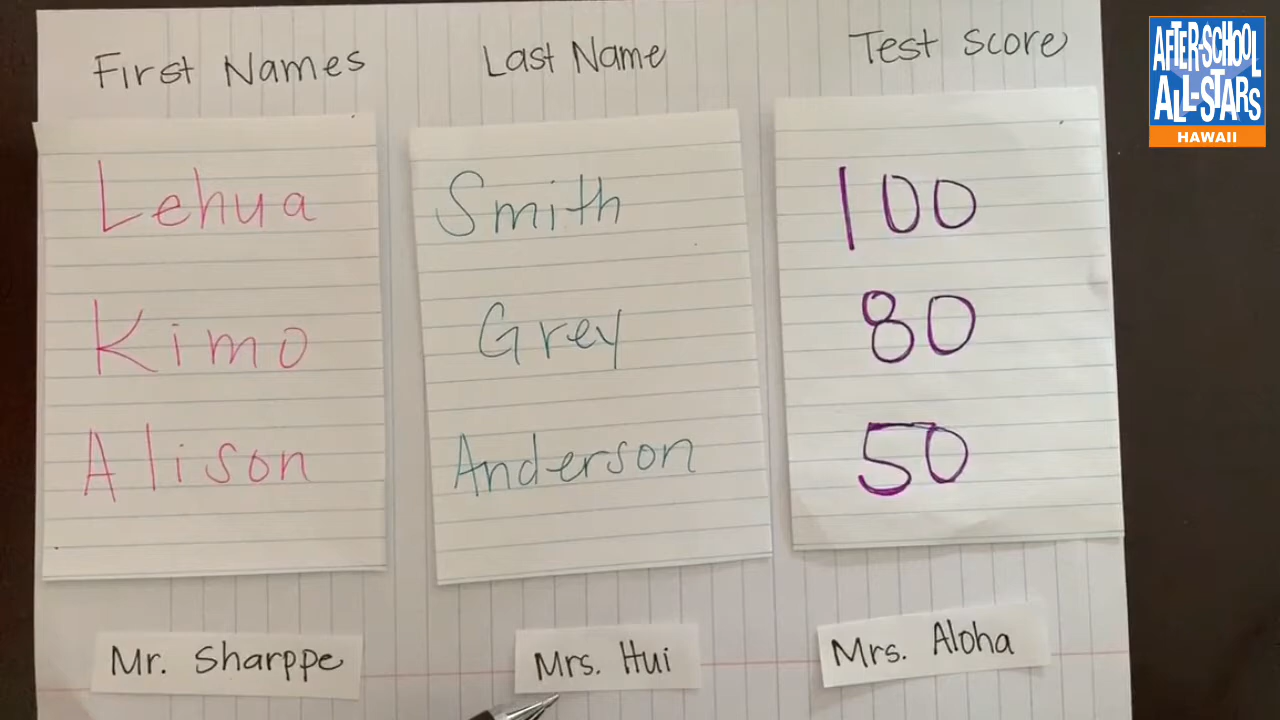 First Names
Last Name
Test Score
Lehua
Smith
100
Kimo
Grey
80
Alison
Anderson
50
Mr. Sharppe
Mrs. Hui
Mrs. Aloha
AFTER-SCHOOL
ALL-STARS
HAWAII